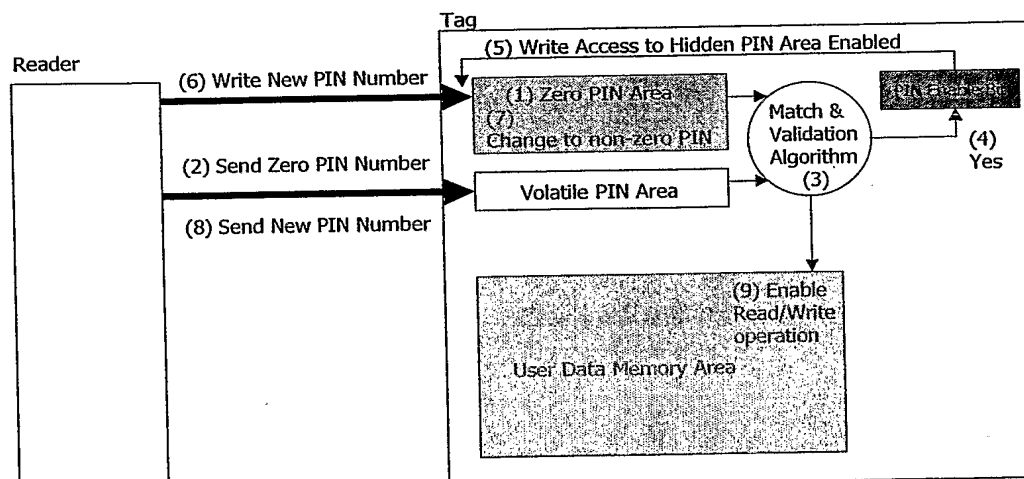 Tag
(5) Write Access to Hidden PIN Area Enabled
Reader
(6) Write New PIN Number
(1) Zero PIN Area
(7)
Change to non-zero PIN
PIN
Match &
Validation
Algorithm
(3)
(4)
Yes
(2) Send Zero PIN Number
Volatile PIN Area
(8) Send New PIN Number
(9) Enable
Read/Write
operation
User Data Memory Area